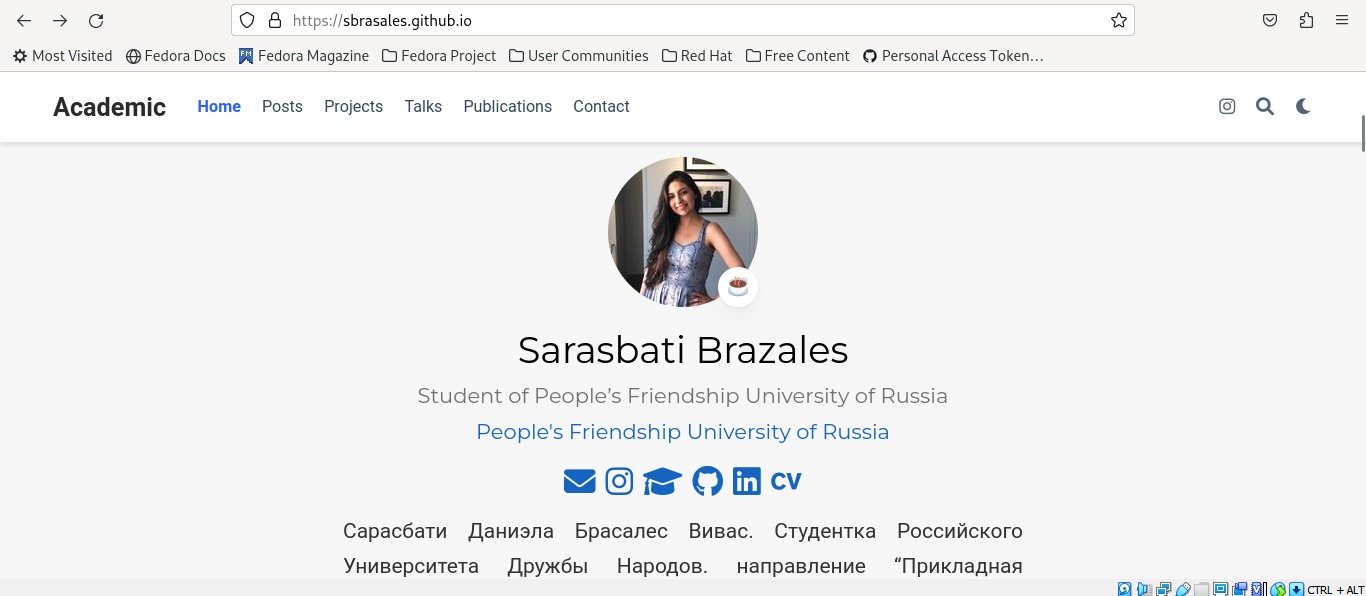 https://sbrasales.github.io
Most Visited Fedora Docs Fedora Magazine Fedora Project User Communities Red Hat Free Content Personal Access Token…
Academic Home Posts Projects Talks Publications Contact
Sarasbati Brazales
Student of People’s Friendship University of Russia
People's Friendship University of Russia
CV
Сарасбати Даниэла Брасалес Вивас. Студентка Российского
Университета Дружбы Народов. направление “Прикладная
CTRL + ALT